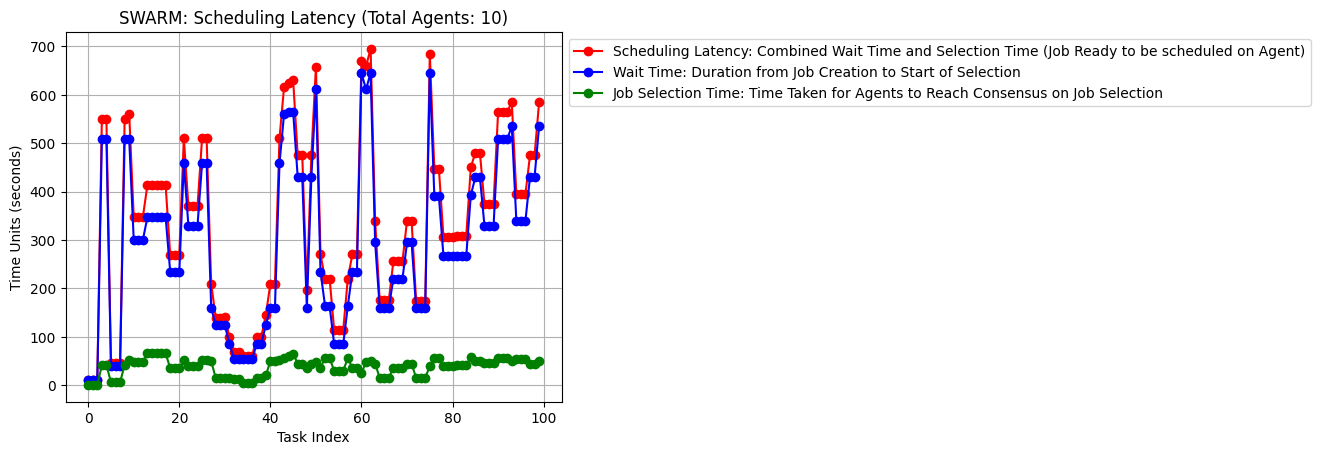 SWARM: Scheduling Latency (Total Agents: 10)
Scheduling Latency: Combined Wait Time and Selection Time (Job Ready to be scheduled on Agent)
Wait Time: Duration from Job Creation to Start of Selection
Job Selection Time: Time Taken for Agents to Reach Consensus on Job Selection
Time Units (seconds)
700
600
500
400
300
200
100
0
0 20 40 60 80 100
Task Index